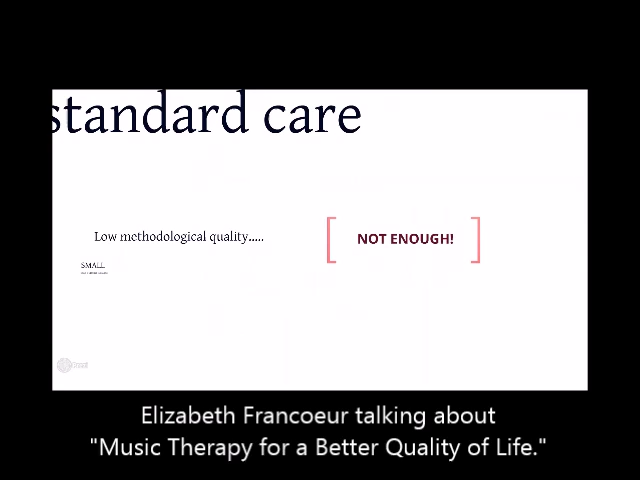 standard care
Low methodological quality.....
NOT ENOUGH!
SMALL
Prezi
Elizabeth Francoeur talking about
"Music Therapy for a Better Quality of Life."